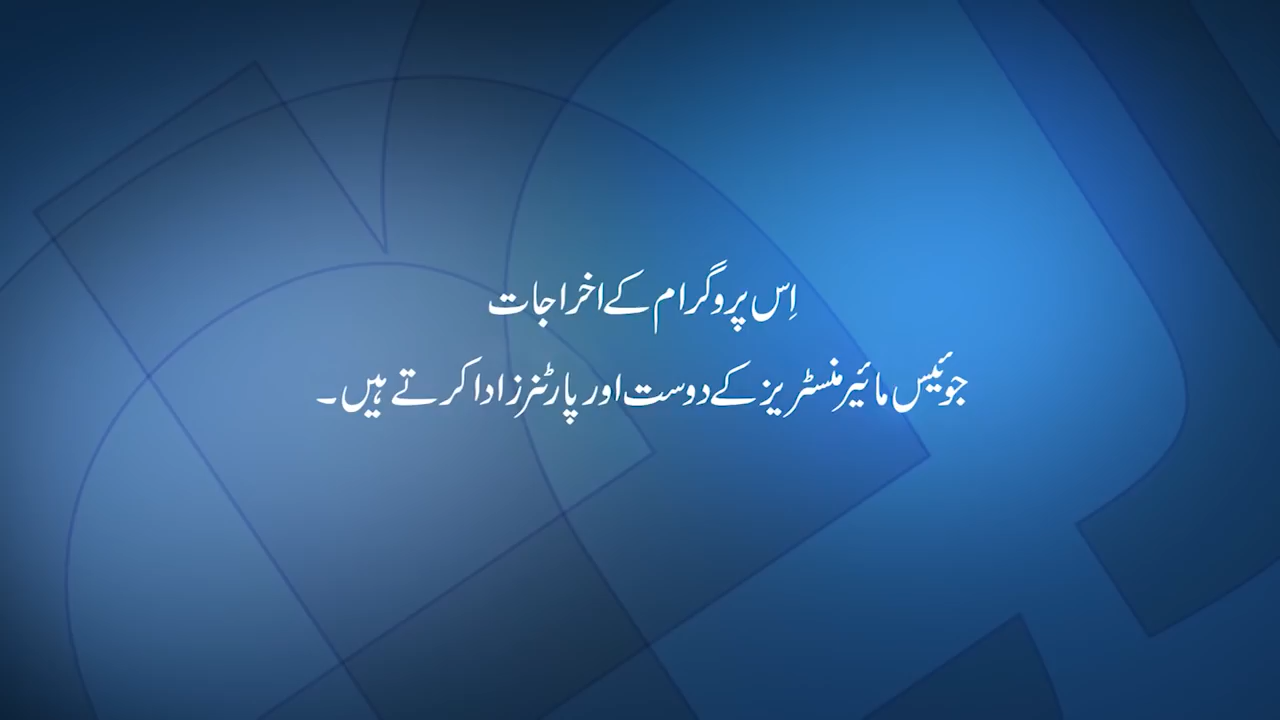 اِس پروگرام کے اخراجات
جوئیس مائیر منسٹریز کے دوست اور پارٹنرز ادا کرتے ہیں۔